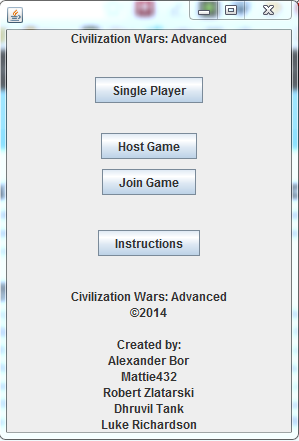 Civilization Wars: Advanced
Single Player
Host Game
Join Game
Instructions
Civilization Wars: Advanced
©2014
Created by:
Alexander Bor
Mattie432
Robert Zlatarski
Dhruvil Tank
Luke Richardson